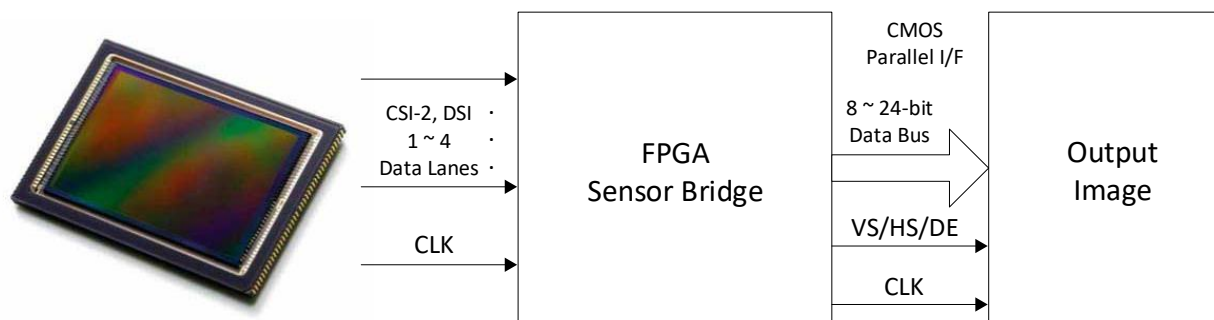 CSI-2, DSI
1 ~ 4
Data Lanes
CLK
FPGA
Sensor Bridge
CMOS
Parallel I/F
8 ~ 24-bit
Data Bus
VS/HS/DE
CLK
Output
Image